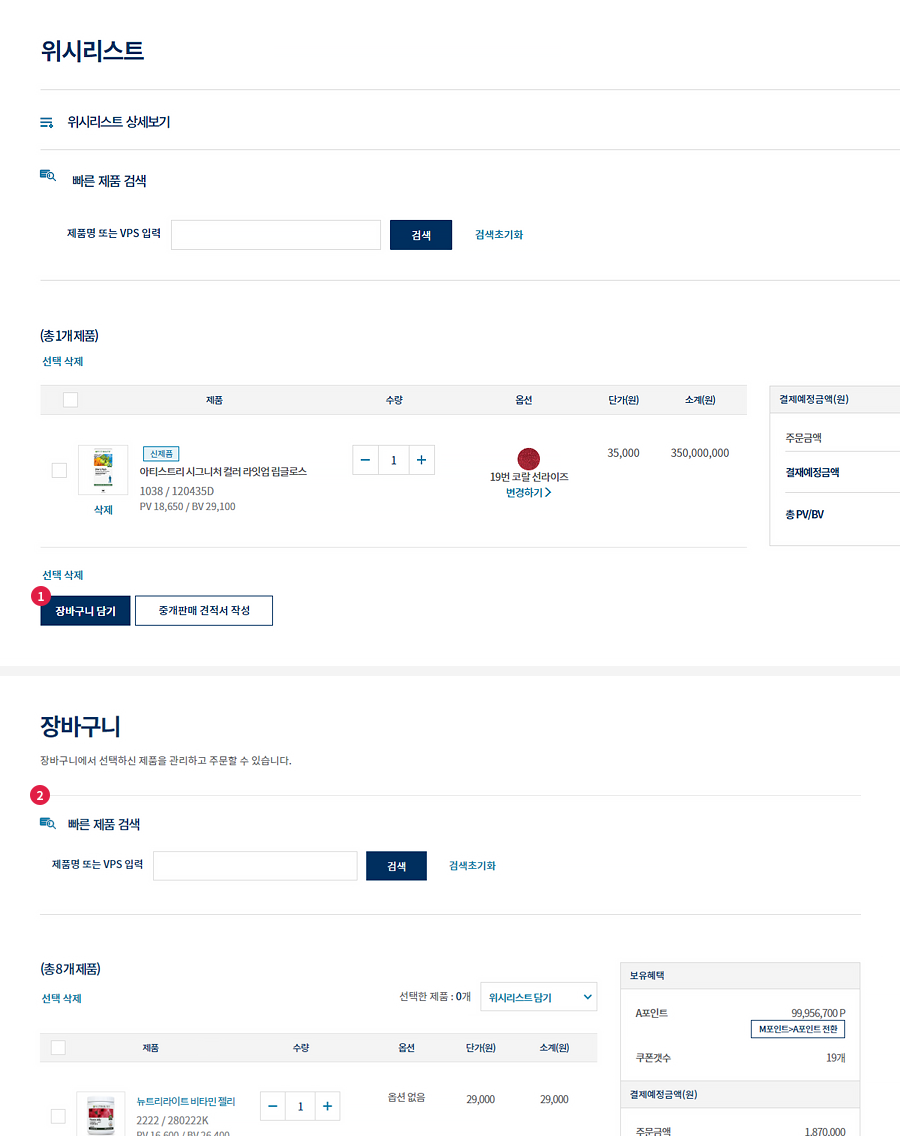 위시리스트
위시리스트 상세보기
빠른 제품 검색
제품명 또는 VPS 입력
검색
검색초기화
(총1개 제품)
선택 삭제
제품 수량 옵션 단가(원) 소계(원)
결제예정금액(원)
주문금액
결재예정금액
총 PV/BV
신제품
아티스트리 시그니처 컬러 라잇업 립글로스
1038 / 120435D
PV 18,650 / BV 29,100
삭제
1
19번 코랄 선라이즈
변경하기
35,000
350,000,000
선택 삭제
1
장바구니 담기
중개판매 견적서 작성
장바구니
장바구니에서 선택하신 제품을 관리하고 주문할 수 있습니다.
2
빠른 제품 검색
제품명 또는 VPS 입력
검색
검색초기화
(총8개 제품)
선택 삭제
선택한 제품 : 0개
위시리스트 담기
제품 수량 옵션 단가(원) 소계(원)
뉴트리라이트 비타민 젤리
2222 / 280222K
PV 16,600 / BV 26,400
1
옵션 없음
29,000
29,000
보유혜택
A포인트
99,956,700 P
M포인트>A포인트 전환
쿠폰갯수
19개
결제예정금액(원)
주문금액
1,870,000